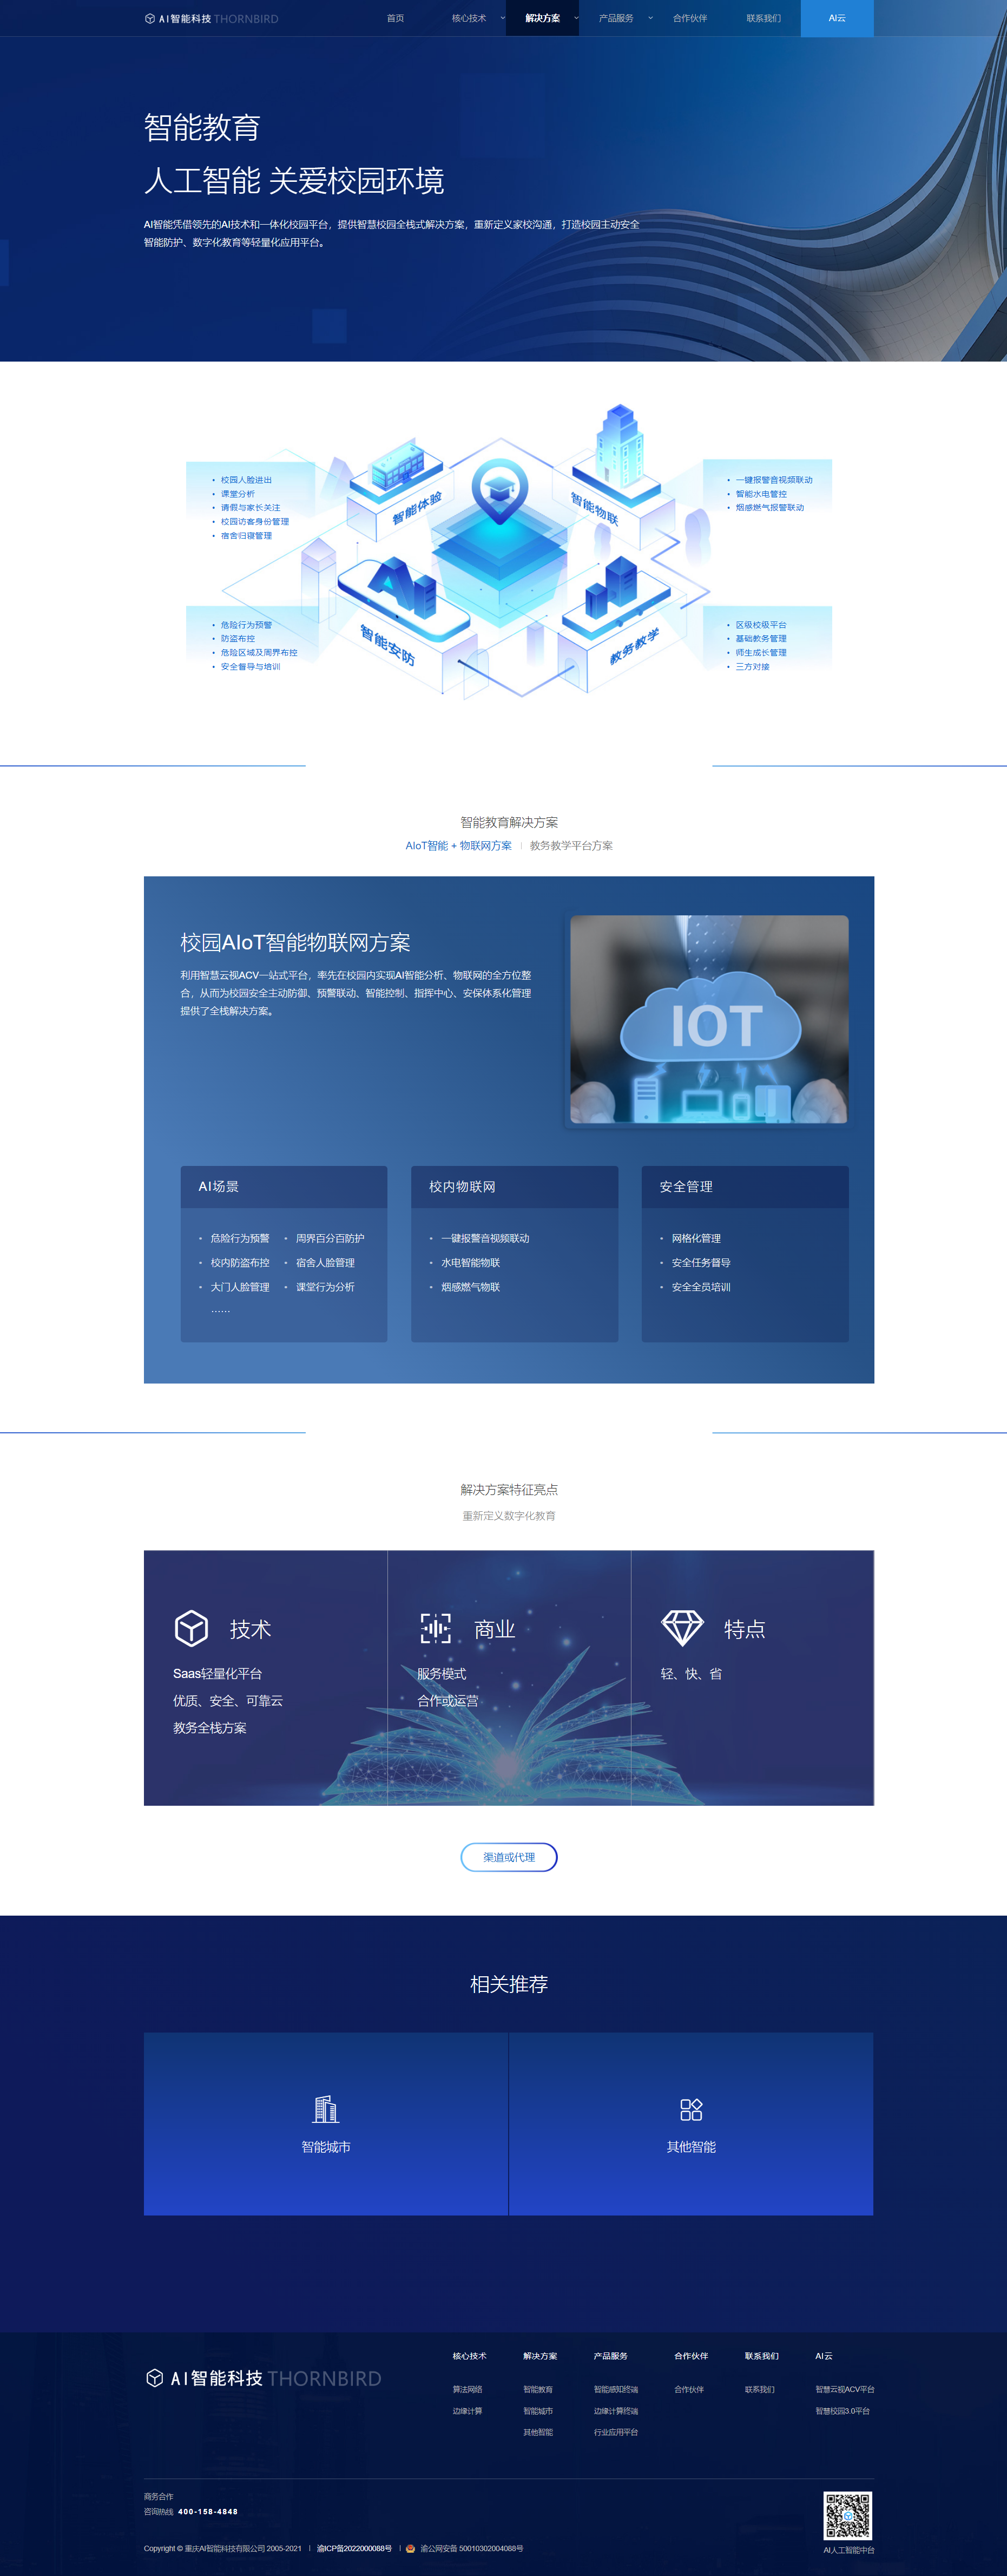 AI智能科技 THORNBIRD
首页 核心技术 解决方案 产品服务 合作伙伴 联系我们 AI云
智能教育
人工智能 关爱校园环境
AI智能凭借领先的AI技术和一体化校园平台，提供智慧校园全栈式解决方案，重新定义家校沟通，打造校园主动安全
智能防护、数字化教育等轻量化应用平台。
校园人脸进出
课堂分析
请假与家长关注
校园访客身份管理
宿舍归寝管理
智能体验
智能物联
一键报警音视频联动
智能水电管控
烟感燃气报警联动
危险行为预警
防盗布控
危险区域及周界布控
安全督导与培训
AI
智能安防
教务教学
区级校级平台
基础教务管理
师生成长管理
三方对接
智能教育解决方案
AIoT智能 + 物联网方案 | 教务教学平台方案
校园AIoT智能物联网方案
利用智慧云视ACV一站式平台，率先在校园内实现AI智能分析、物联网的全方位整
合，从而为校园安全主动防御、预警联动、智能控制、指挥中心、安保体系化管理
提供了全栈解决方案。
IOT
AI场景
危险行为预警 周界百分百防护
校内防盗布控 宿舍人脸管理
大门人脸管理 课堂行为分析
……
校内物联网
一键报警音视频联动
水电智能物联
烟感燃气物联
安全管理
网格化管理
安全任务督导
安全全员培训
解决方案特征亮点
重新定义数字化教育
技术
Saas轻量化平台
优质、安全、可靠云
教务全栈方案
商业
服务模式
合作或运营
特点
轻、快、省
渠道或代理
相关推荐
智能城市
其他智能
AI智能科技 THORNBIRD
核心技术
算法网络
边缘计算
解决方案
智能教育
智能城市
其他智能
产品服务
智能感知终端
边缘计算终端
行业应用平台
合作伙伴
合作伙伴
联系我们
联系我们
AI云
智慧云视ACV平台
智慧校园3.0平台
商务合作
咨询热线 400-158-4848
AI人工智能中台
Copyright © 重庆AI智能科技有限公司 2005-2021 | 渝ICP备2022000088号 | 渝公网安备 50010302004088号